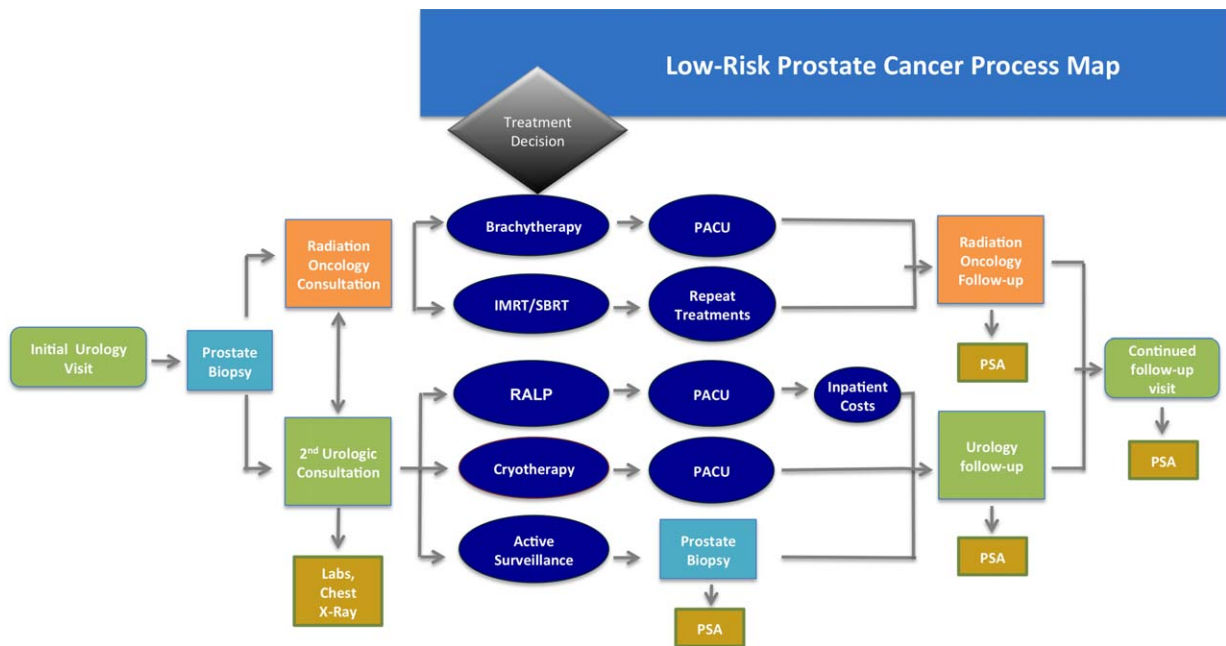 Low-Risk Prostate Cancer Process Map
Treatment
Decision
Brachytherapy
PACU
Radiation
Oncology
Consultation
Radiation
Oncology
Follow-up
IMRT/SBRT
Repeat
Treatments
Initial Urology
Visit
Prostate
Biopsy
PSA
Continued
follow-up
visit
RALP
PACU
Inpatient
Costs
2nd Urologic
Consultation
Cryotherapy
PACU
Urology
follow-up
PSA
Active
Surveillance
Prostate
Biopsy
PSA
Labs,
Chest
X-Ray
PSA